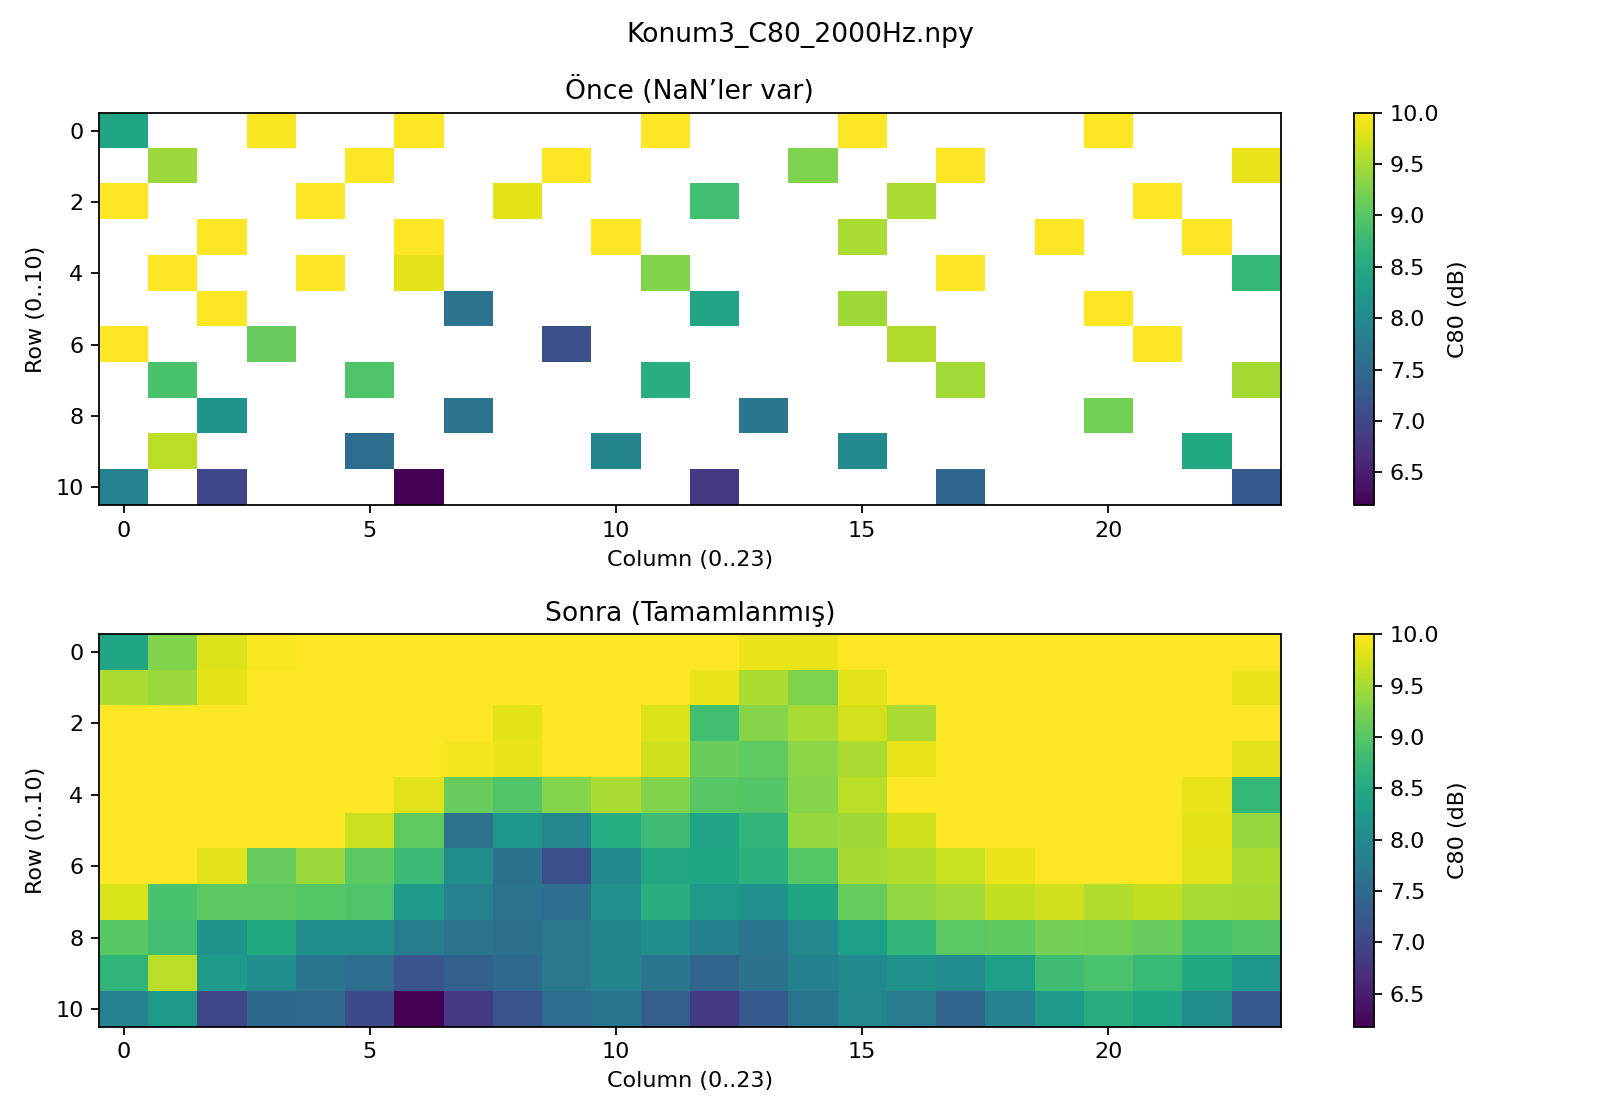 Konum3_C80_2000Hz.npy
Önce (NaN’ler var)
0
2
4
6
8
10
Row (0..10)
0 5 10 15 20
Column (0..23)
10.0
9.5
9.0
8.5
8.0
7.5
7.0
6.5
C80 (dB)
Sonra (Tamamlanmış)
0
2
4
6
8
10
Row (0..10)
0 5 10 15 20
Column (0..23)
10.0
9.5
9.0
8.5
8.0
7.5
7.0
6.5
C80 (dB)